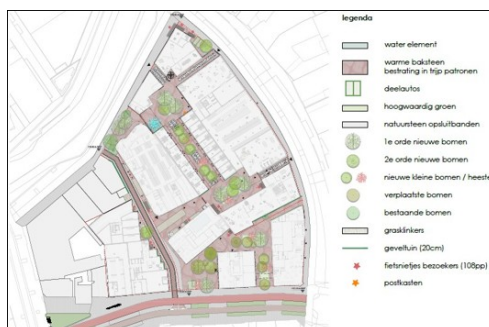 legenda
water element
warme baksteen
bestrating in trijp patronen
deelautos
hoogwaardig groen
natuursteen opsluitbanden
1e orde nieuwe bomen
2e orde nieuwe bomen
nieuwe kleine bomen / heester
verplaatste bomen
bestaande bomen
grasklinkers
geveltuin (20cm)
fietsnietjes bezoekers (108pp)
postkasten